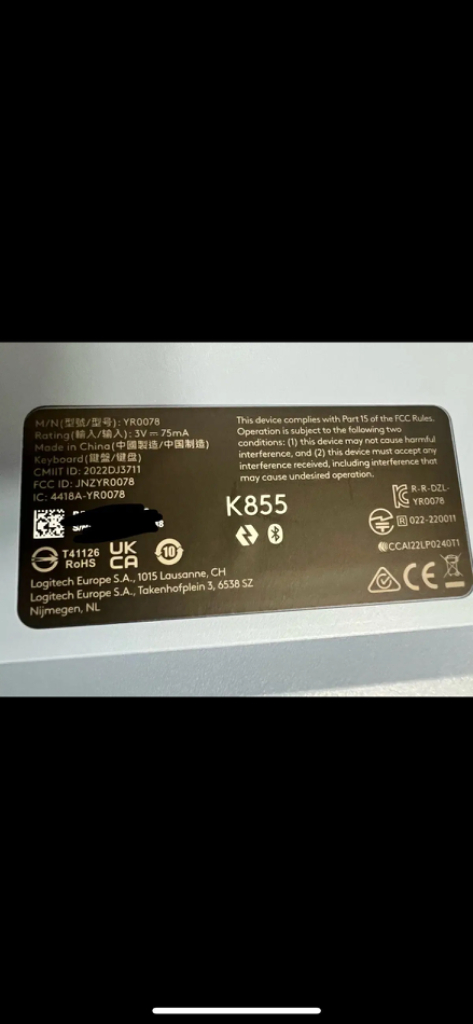 M/N(型號/型号): YR0078
Rating(輸入/输入): 3V⎓75mA
Made in China(中國製造/中国制造)
Keyboard(鍵盤/键盘)
CMIIT ID: 2022DJ3711
FCC ID: JNZYR0078
IC: 4418A-YR0078
T41126
RoHS
UK
CA
10
Logitech Europe S.A., 1015 Lausanne, CH
Logitech Europe S.A., Takenhofplein 3, 6538 SZ
Nijmegen, NL
This device complies with Part 15 of the FCC Rules.
Operation is subject to the following two
conditions: (1) this device may not cause harmful
interference, and (2) this device must accept any
interference received, including interference that
may cause undesired operation.
K855
R-R-DZL-
YR0078
R 022-220011
CCAI22LP0240T1
CE